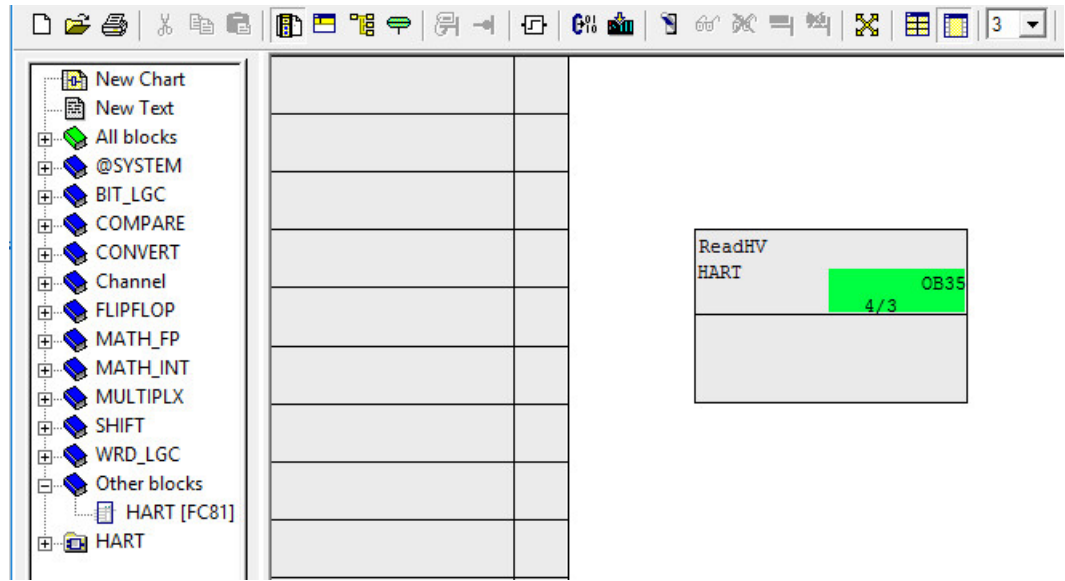 3
New Chart
New Text
All blocks
@SYSTEM
BIT_LGC
COMPARE
CONVERT
Channel
FLIPFLOP
MATH_FP
MATH_INT
MULTIPLX
SHIFT
WRD_LGC
Other blocks
HART [FC81]
HART
ReadHV
HART
OB35
4/3